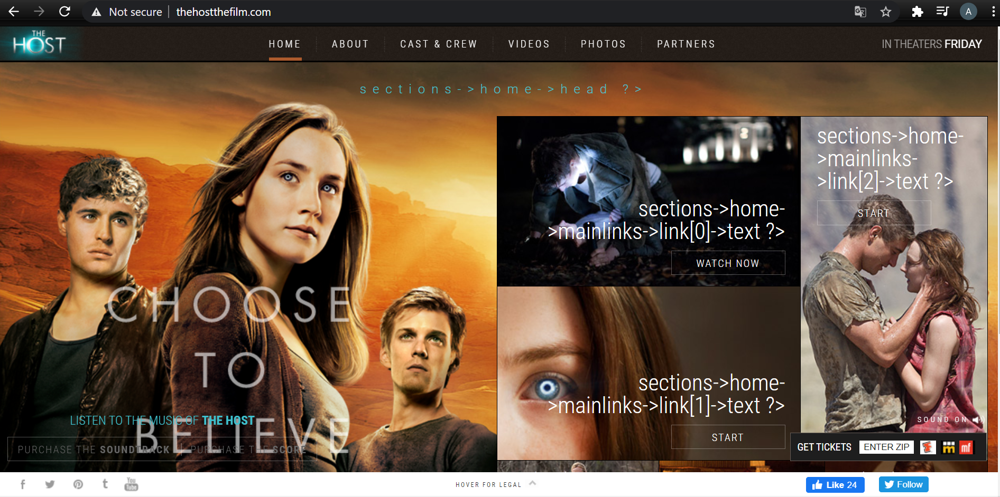 Not secure
thehostthefilm.com
A
THE
HOST
HOME
ABOUT
CAST & CREW
VIDEOS
PHOTOS
PARTNERS
IN THEATERS FRIDAY
sections->home->head ?>
sections->home-
>mainlinks->link[0]->text ?>
WATCH NOW
sections->home-
>mainlinks-
>link[2]->text ?>
START
sections->home-
>mainlinks->link[1]->text ?>
START
CHOOSE
TO
BELIEVE
LISTEN TO THE MUSIC OF THE HOST
PURCHASE THE SOUNDTRACK | PURCHASE THE SCORE
SOUND ON
GET TICKETS
ENTER ZIP
mf
You
Tube
HOVER FOR LEGAL
Like 24
Follow